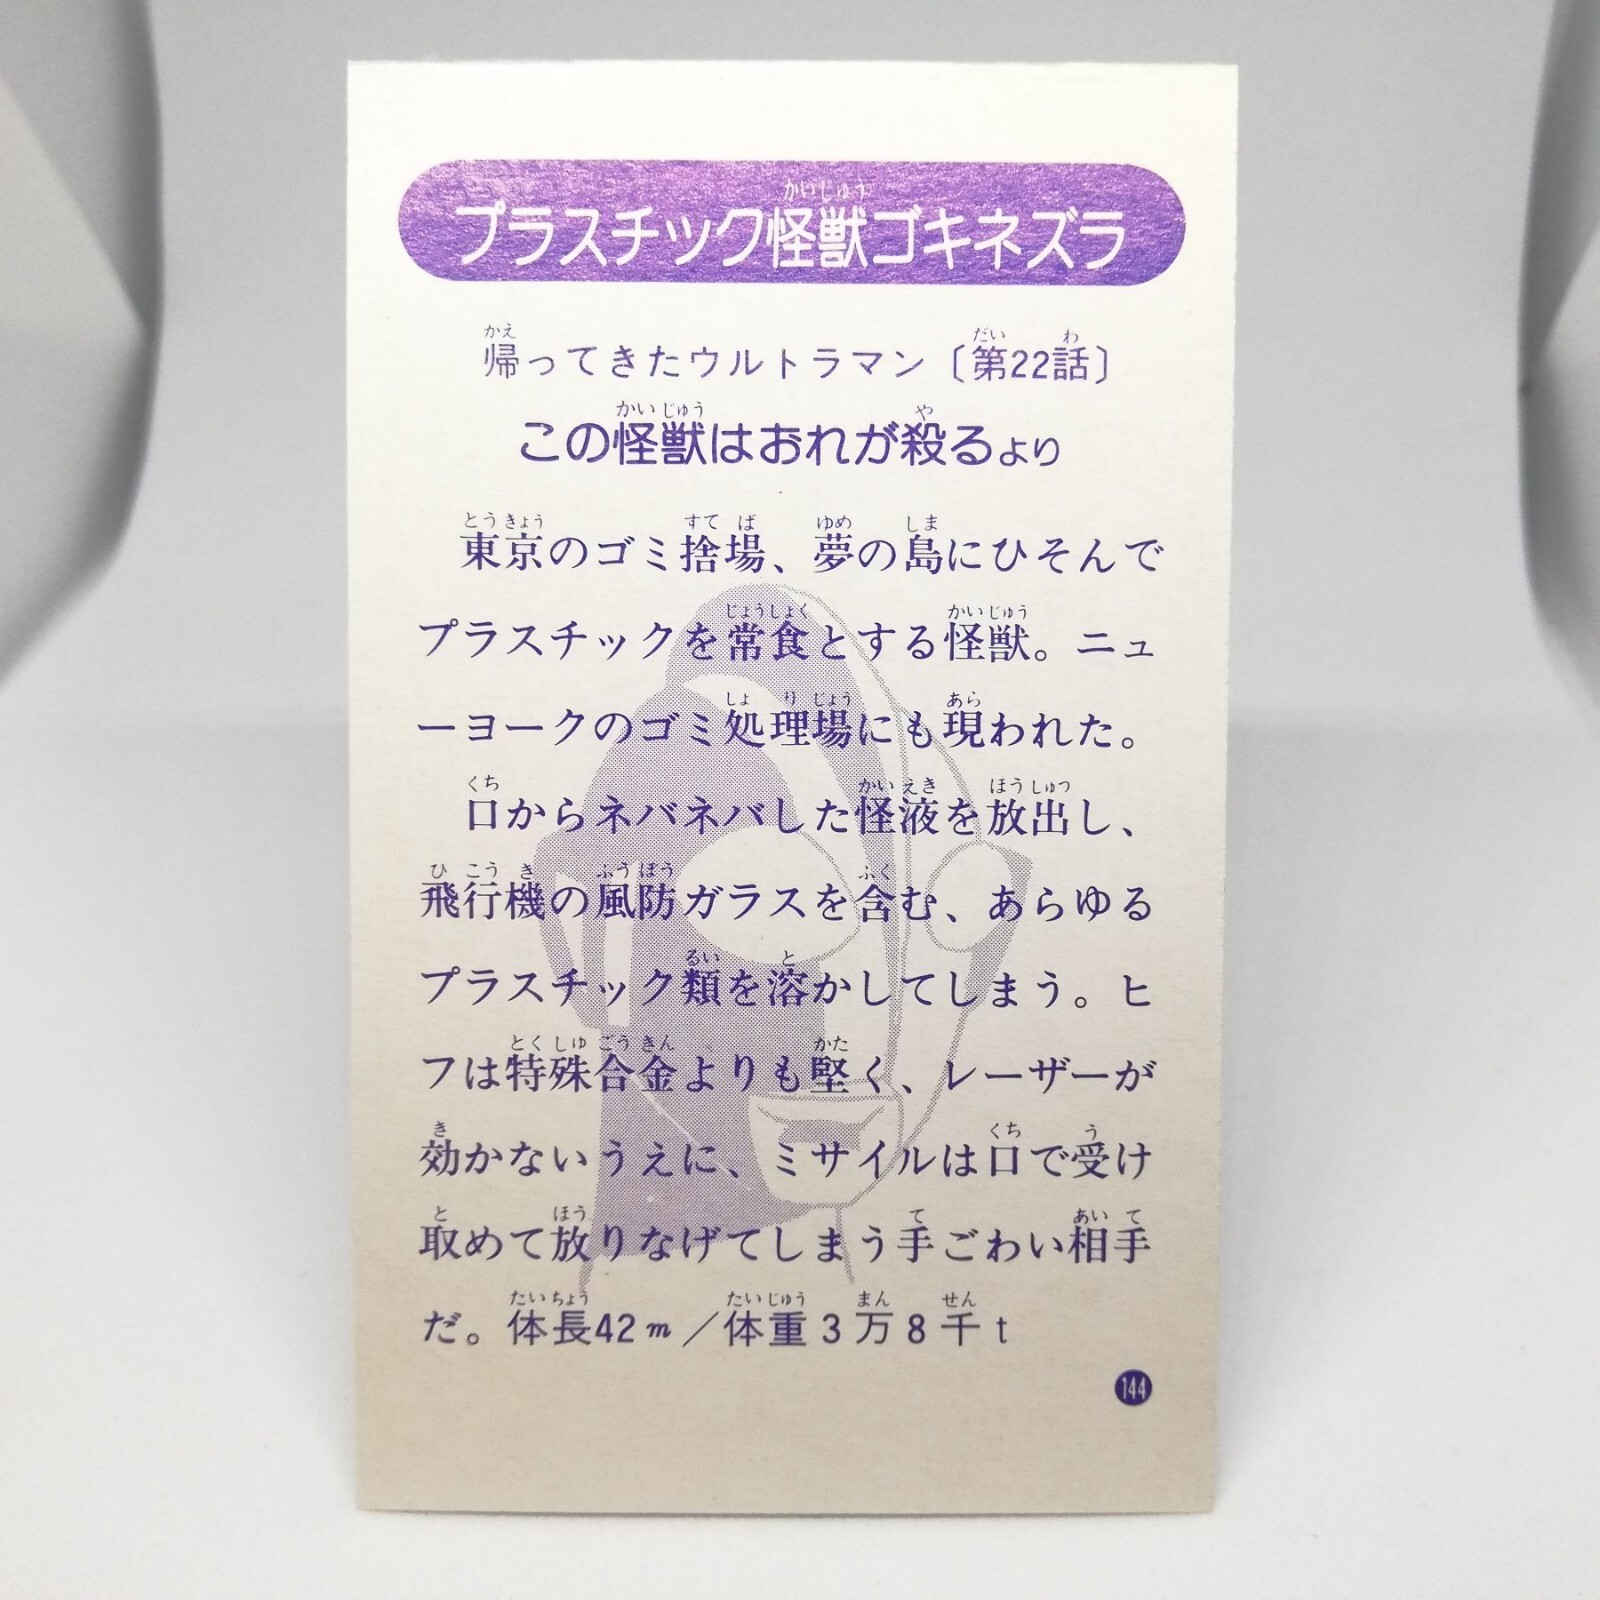 プラスチック怪獣ゴキネズラ
帰ってきたウルトラマン〔第22話〕
この怪獣はおれが殺るより
東京のゴミ捨場、夢の島にひそんで
プラスチックを常食とする怪獣。ニュ
ーヨークのゴミ処理場にも現われた。
口からネバネバした怪液を放出し、
飛行機の風防ガラスを含む、あらゆる
プラスチック類を溶かしてしまう。ヒ
フは特殊合金よりも堅く、レーザーが
効かないうえに、ミサイルは口で受け
取めて放りなげてしまう手ごわい相手
だ。体長42m／体重3万8千t
144